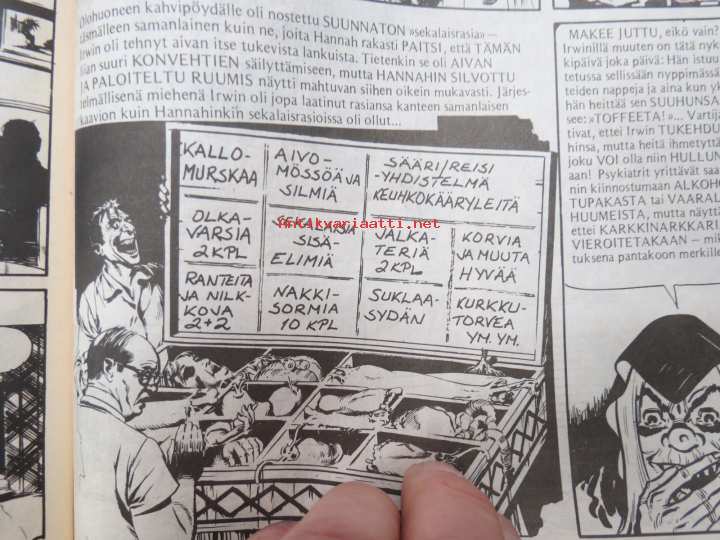 Olohuoneen kahvipöydälle oli nostettu SUUNNATON »sekalaisrasia» —
täsmälleen samanlainen kuin ne, joita Hannah rakasti PAITSI, että TÄMÄN
Irwin oli tehnyt aivan itse tukevista lankuista. Tietenkin se oli AIVAN
lian suuri KONVEHTIEN säilyttämiseen, mutta HANNAHIN SILVOTTU
JA PALOITELTU RUUMIS näytti mahtuvan siihen oikein mukavasti. Järjes-
telmällisenä miehenä Irwin oli jopa laatinut rasiansa kanteen samanlaisen
kaavion kuin Hannahinkin sekalaisrasioissa oli ollut...
KALLO-
MURSKAA
AIVO-
MÖSSÖÄ JA
SILMIÄ
SÄÄRI/REISI
-YHDISTELMÄ
KEUHKOKÄÄRYLEITÄ
OLKA-
VARSIA
2 KPL
SEKALAISIA
SISÄ-
ELIMIÄ
JALKA-
TERIÄ
2 KPL
KORVIA
JA MUUTA
HYVÄÄ
RANTEITA
JA NILK-
KOJA
2+2
NAKKI-
SORMIA
10 KPL
SUKLAA-
SYDÄN
KURKKU-
TORVEA
YM. YM.
antikvariaatti.net
MAKEE JUTTU, eikö vain?
Irwinillä muuten on tätä nyk
kipäivä joka päivä: Hän istuu
tetussa sellissään nyppimässä
teiden nappeja ja aina kun yk
hän heittää sen SUUHUNSA
see: »TOFFEETA!»... Vartij
tivat, ettei Irwin TUKEHDU
hinsa, mutta heitä ihmetyttä
joku VOI olla niin HULLUN
aan! Psykiatrit yrittävät saa
nin kiinnostumaan ALKOH
TUPAKASTA tai VAARAL
HUUMEISTA, mutta näytt
ettei KARKKINARKKARI
VIEROITETAKAAN — mi
tuksena pantakoon merkille